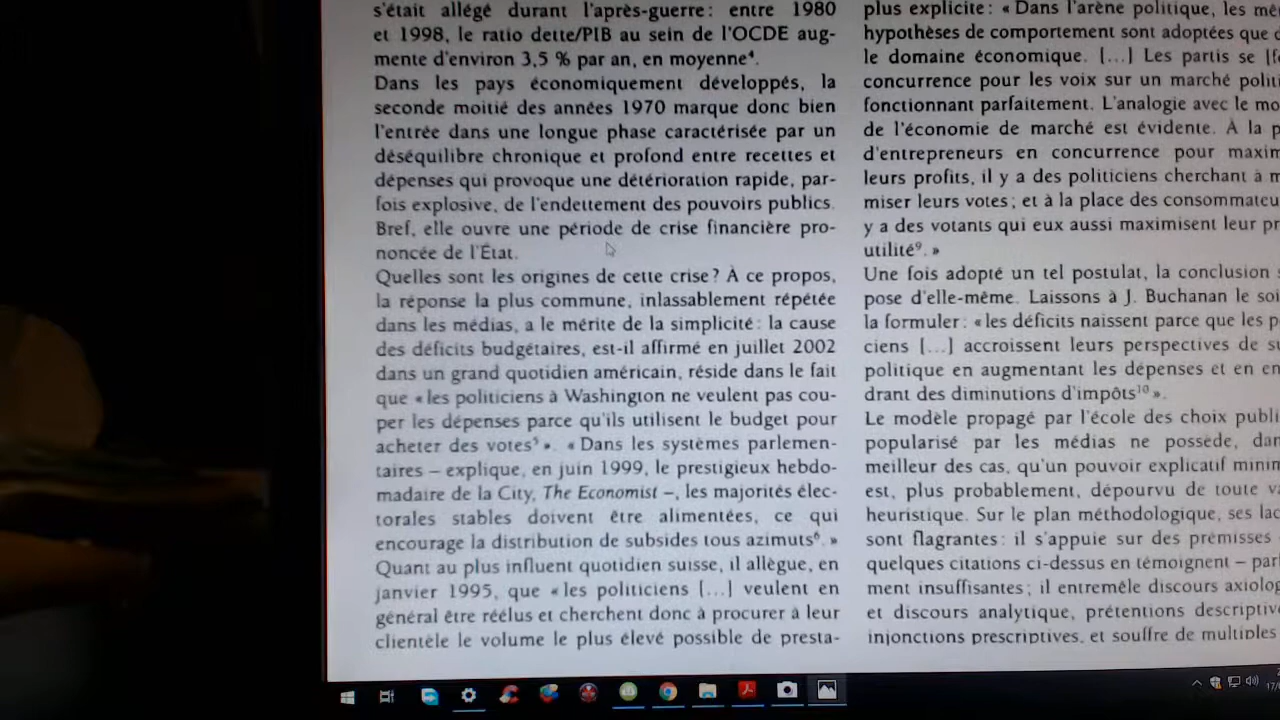 s'était allégé durant l'après-guerre : entre 1980
et 1998, le ratio dette/PIB au sein de l'OCDE aug-
mente d'environ 3,5 % par an, en moyenne⁴.
Dans les pays économiquement développés, la
seconde moitié des années 1970 marque donc bien
l'entrée dans une longue phase caractérisée par un
déséquilibre chronique et profond entre recettes et
dépenses qui provoque une détérioration rapide, par-
fois explosive, de l'endettement des pouvoirs publics.
Bref, elle ouvre une période de crise financière pro-
noncée de l'État.
Quelles sont les origines de cette crise ? À ce propos,
la réponse la plus commune, inlassablement répétée
dans les médias, a le mérite de la simplicité : la cause
des déficits budgétaires, est-il affirmé en juillet 2002
dans un grand quotidien américain, réside dans le fait
que « les politiciens à Washington ne veulent pas cou-
per les dépenses parce qu'ils utilisent le budget pour
acheter des votes⁵ ». « Dans les systèmes parlemen-
taires – explique, en juin 1999, le prestigieux hebdo-
madaire de la City, The Economist –, les majorités élec-
torales stables doivent être alimentées, ce qui
encourage la distribution de subsides tous azimuts⁶. »
Quant au plus influent quotidien suisse, il allègue, en
janvier 1995, que « les politiciens [...] veulent en
général être réélus et cherchent donc à procurer à leur
clientèle le volume le plus élevé possible de presta-
plus explicite : « Dans l'arène politique, les
hypothèses de comportement sont adoptées que
le domaine économique. [...] Les partis se
concurrence pour les voix sur un marché
fonctionnant parfaitement. L'analogie avec le
de l'économie de marché est évidente. À la
d'entrepreneurs en concurrence pour
leurs profits, il y a des politiciens cherchant à
miser leurs votes ; et à la place des
y a des votants qui eux aussi maximisent leur
utilité⁹. »
Une fois adopté un tel postulat, la conclusion
pose d'elle-même. Laissons à J. Buchanan le
la formuler : « les déficits naissent parce que les
ciens [...] accroissent leurs perspectives de
politique en augmentant les dépenses et en
drant des diminutions d'impôts¹⁰ ».
Le modèle propagé par l'école des choix
popularisé par les médias ne possède,
meilleur des cas, qu'un pouvoir explicatif
est, plus probablement, dépourvu de toute
heuristique. Sur le plan méthodologique, ses
sont flagrantes : il s'appuie sur des prémisses
quelques citations ci-dessus en témoignent –
ment insuffisantes ; il entremêle discours
et discours analytique, prétentions
injonctions prescriptives, et souffre de multiples